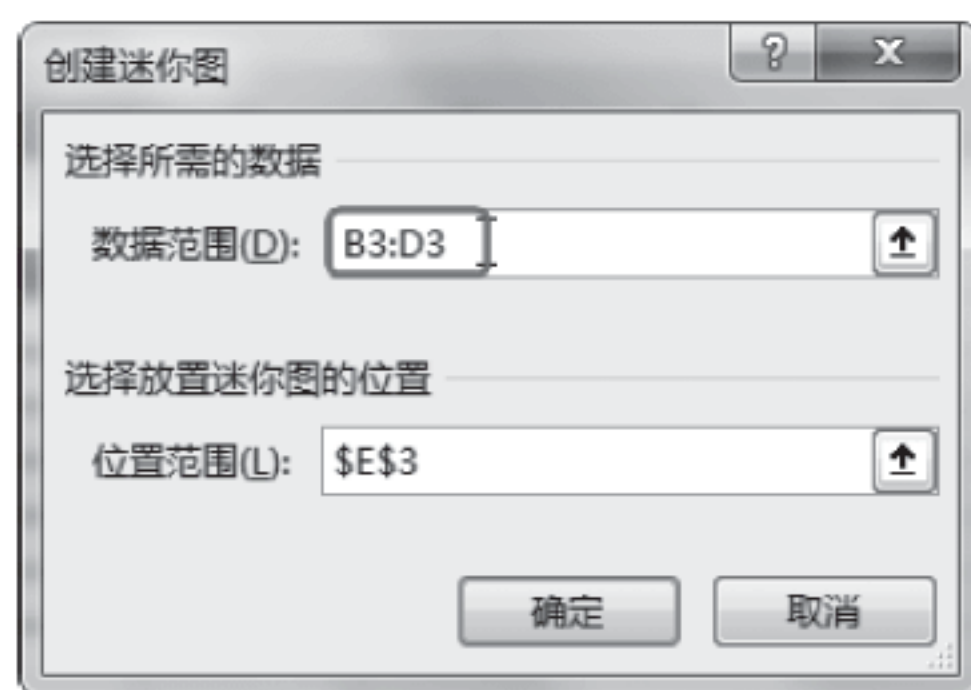 创建迷你图
选择所需的数据
数据范围(D): B3:D3
选择放置迷你图的位置
位置范围(L): $E$3
确定 取消